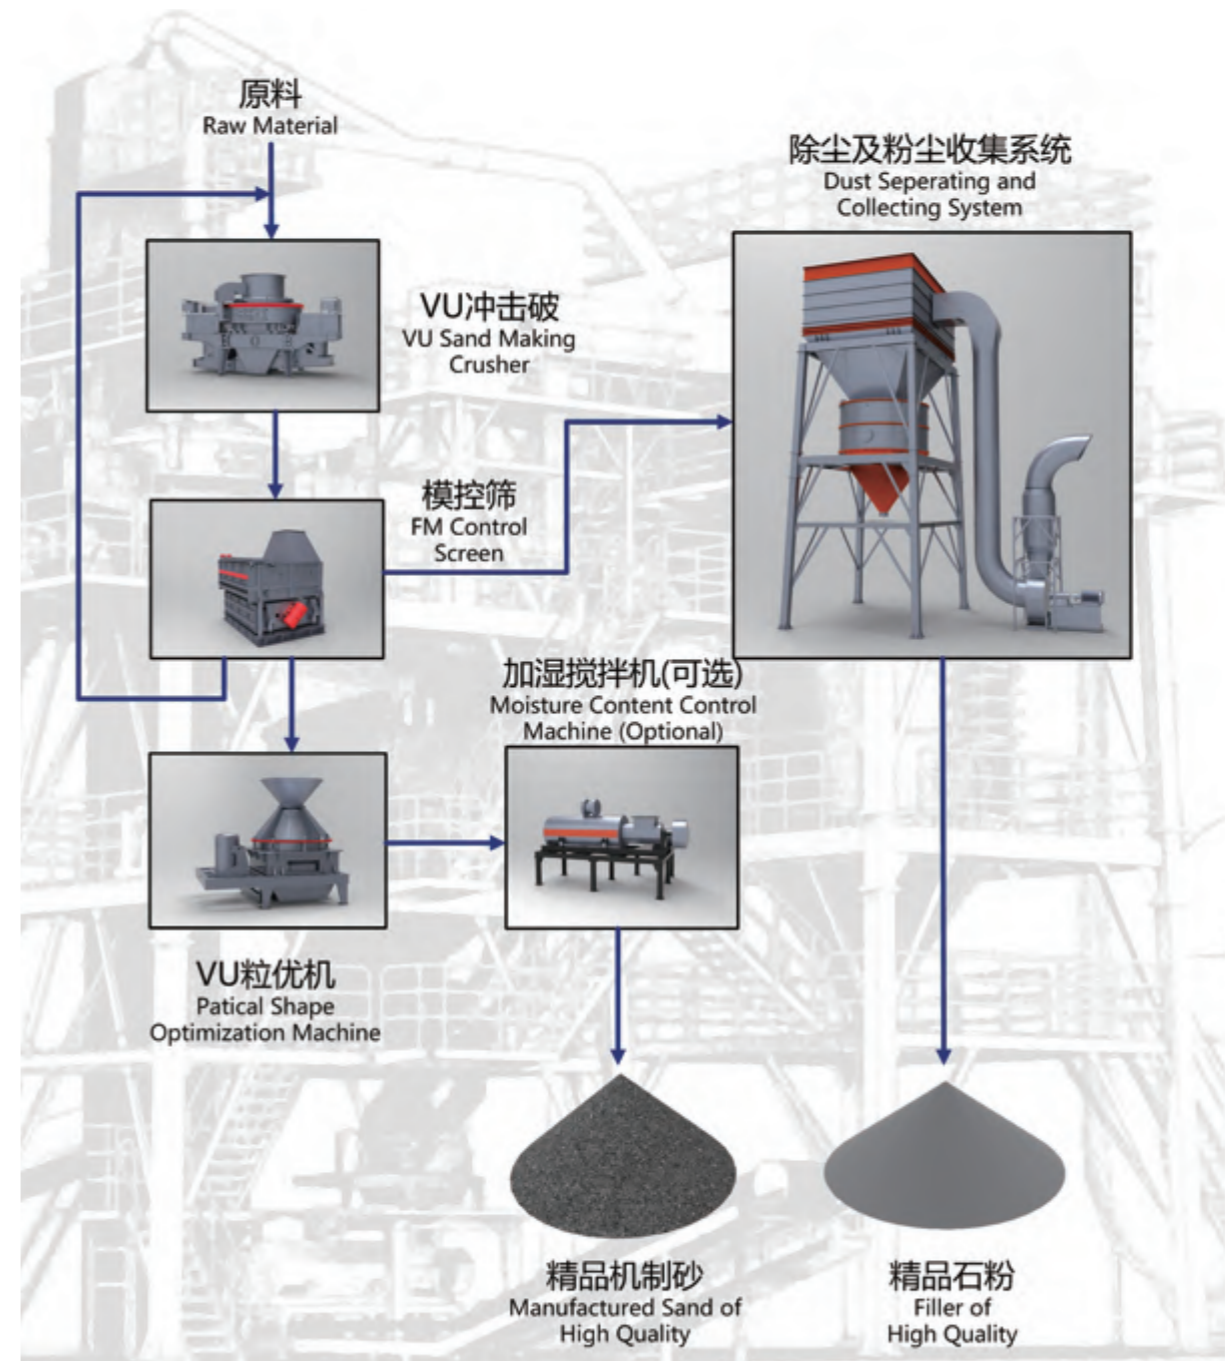 原料
Raw Material
除尘及粉尘收集系统
Dust Seperating and
Collecting System
VU冲击破
VU Sand Making
Crusher
模控筛
FM Control
Screen
加湿搅拌机(可选)
Moisture Content Control
Machine (Optional)
VU粒优机
Patical Shape
Optimization Machine
精品机制砂
Manufactured Sand of
High Quality
精品石粉
Filler of
High Quality